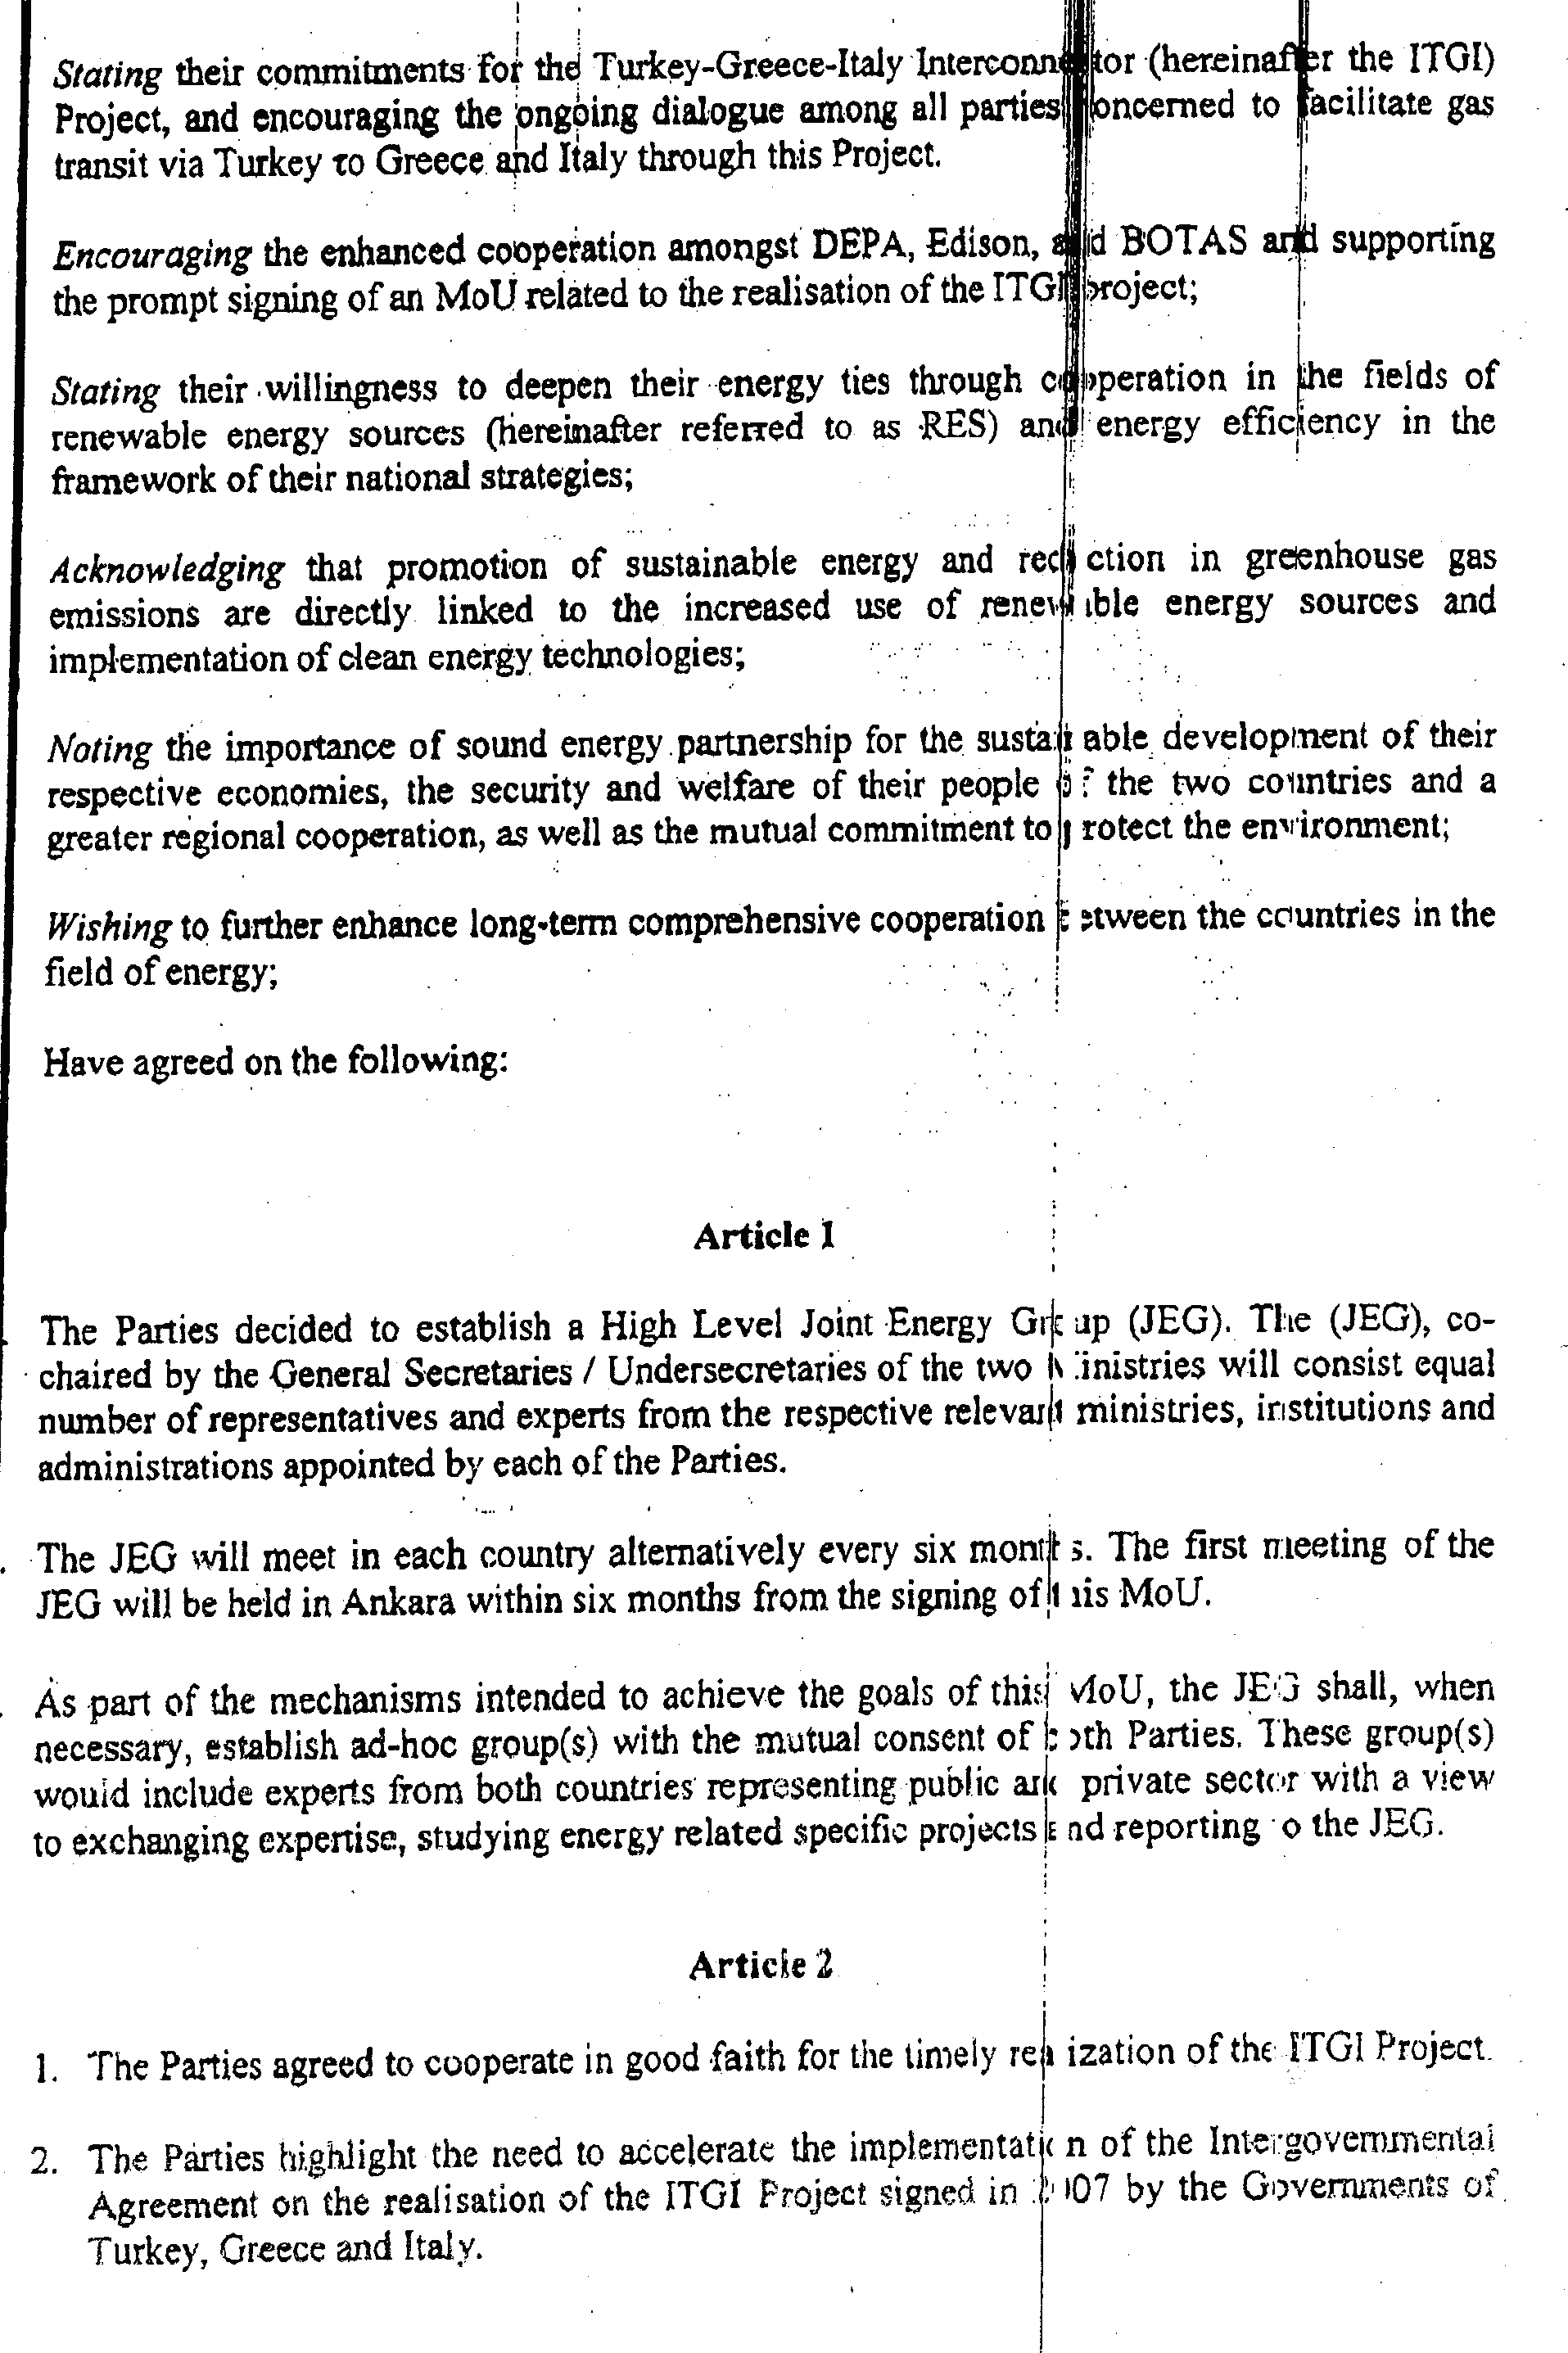 Stating their commitments for the Turkey-Greece-Italy Interconnector (hereinafter the ITGI)
Project, and encouraging the ongoing dialogue among all parties concerned to facilitate gas
transit via Turkey to Greece and Italy through this Project.
Encouraging the enhanced cooperation amongst DEPA, Edison, and BOTAS and supporting
the prompt signing of an MoU related to the realisation of the ITGI project;
Stating their willingness to deepen their energy ties through cooperation in the fields of
renewable energy sources (hereinafter referred to as RES) and energy efficiency in the
framework of their national strategies;
Acknowledging that promotion of sustainable energy and reduction in greenhouse gas
emissions are directly linked to the increased use of renewable energy sources and
implementation of clean energy technologies;
Noting the importance of sound energy partnership for the sustainable development of their
respective economies, the security and welfare of their people of the two countries and a
greater regional cooperation, as well as the mutual commitment to protect the environment;
Wishing to further enhance long-term comprehensive cooperation between the countries in the
field of energy;
Have agreed on the following:
Article 1
The Parties decided to establish a High Level Joint Energy Group (JEG). The (JEG), co-
chaired by the General Secretaries / Undersecretaries of the two Ministries will consist equal
number of representatives and experts from the respective relevant ministries, institutions and
administrations appointed by each of the Parties.
The JEG will meet in each country alternatively every six months. The first meeting of the
JEG will be held in Ankara within six months from the signing of this MoU.
As part of the mechanisms intended to achieve the goals of this MoU, the JEG shall, when
necessary, establish ad-hoc group(s) with the mutual consent of both Parties. These group(s)
would include experts from both countries representing public and private sector with a view
to exchanging expertise, studying energy related specific projects and reporting to the JEG.
Article 2
1. The Parties agreed to cooperate in good faith for the timely realization of the ITGI Project.
2. The Parties highlight the need to accelerate the implementation of the Intergovernmental
Agreement on the realisation of the ITGI Project signed in 2007 by the Governments of
Turkey, Greece and Italy.